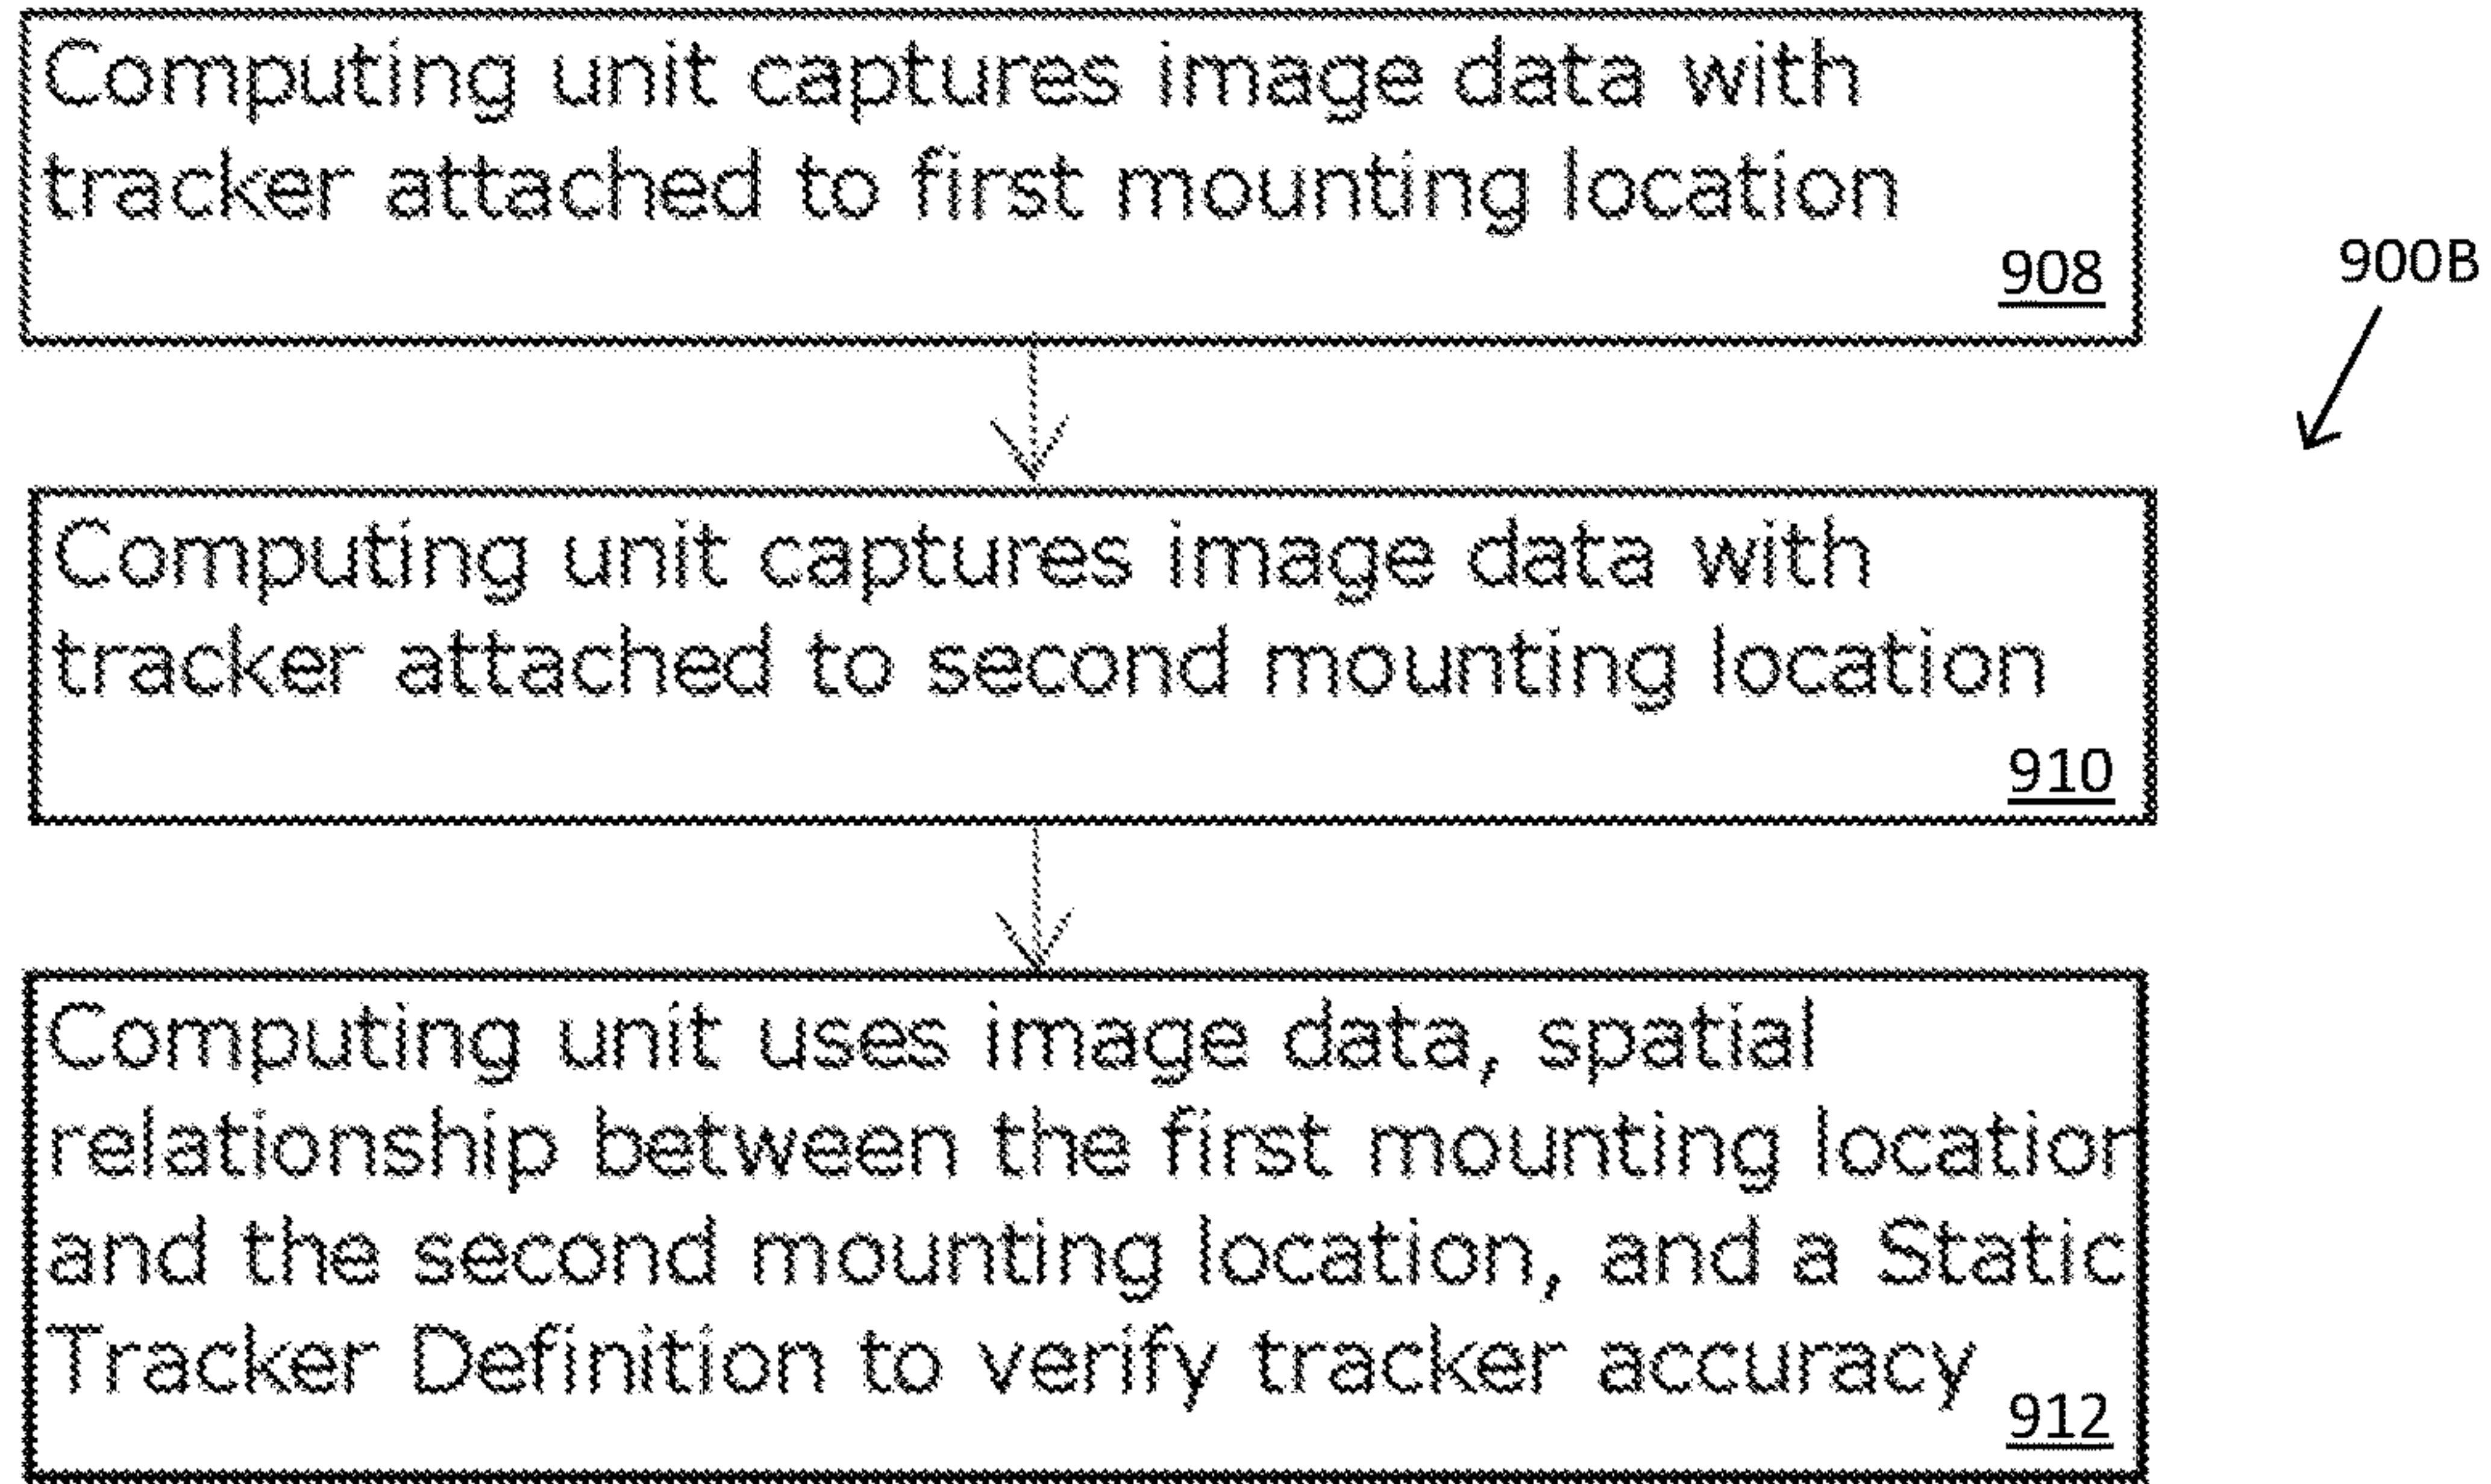 Computing unit captures image data with
tracker attached to first mounting location
908
900B
Computing unit captures image data with
tracker attached to second mounting location
910
Computing unit uses image data, spatial
relationship between the first mounting location
and the second mounting location, and a Static
Tracker Definition to verify tracker accuracy
912